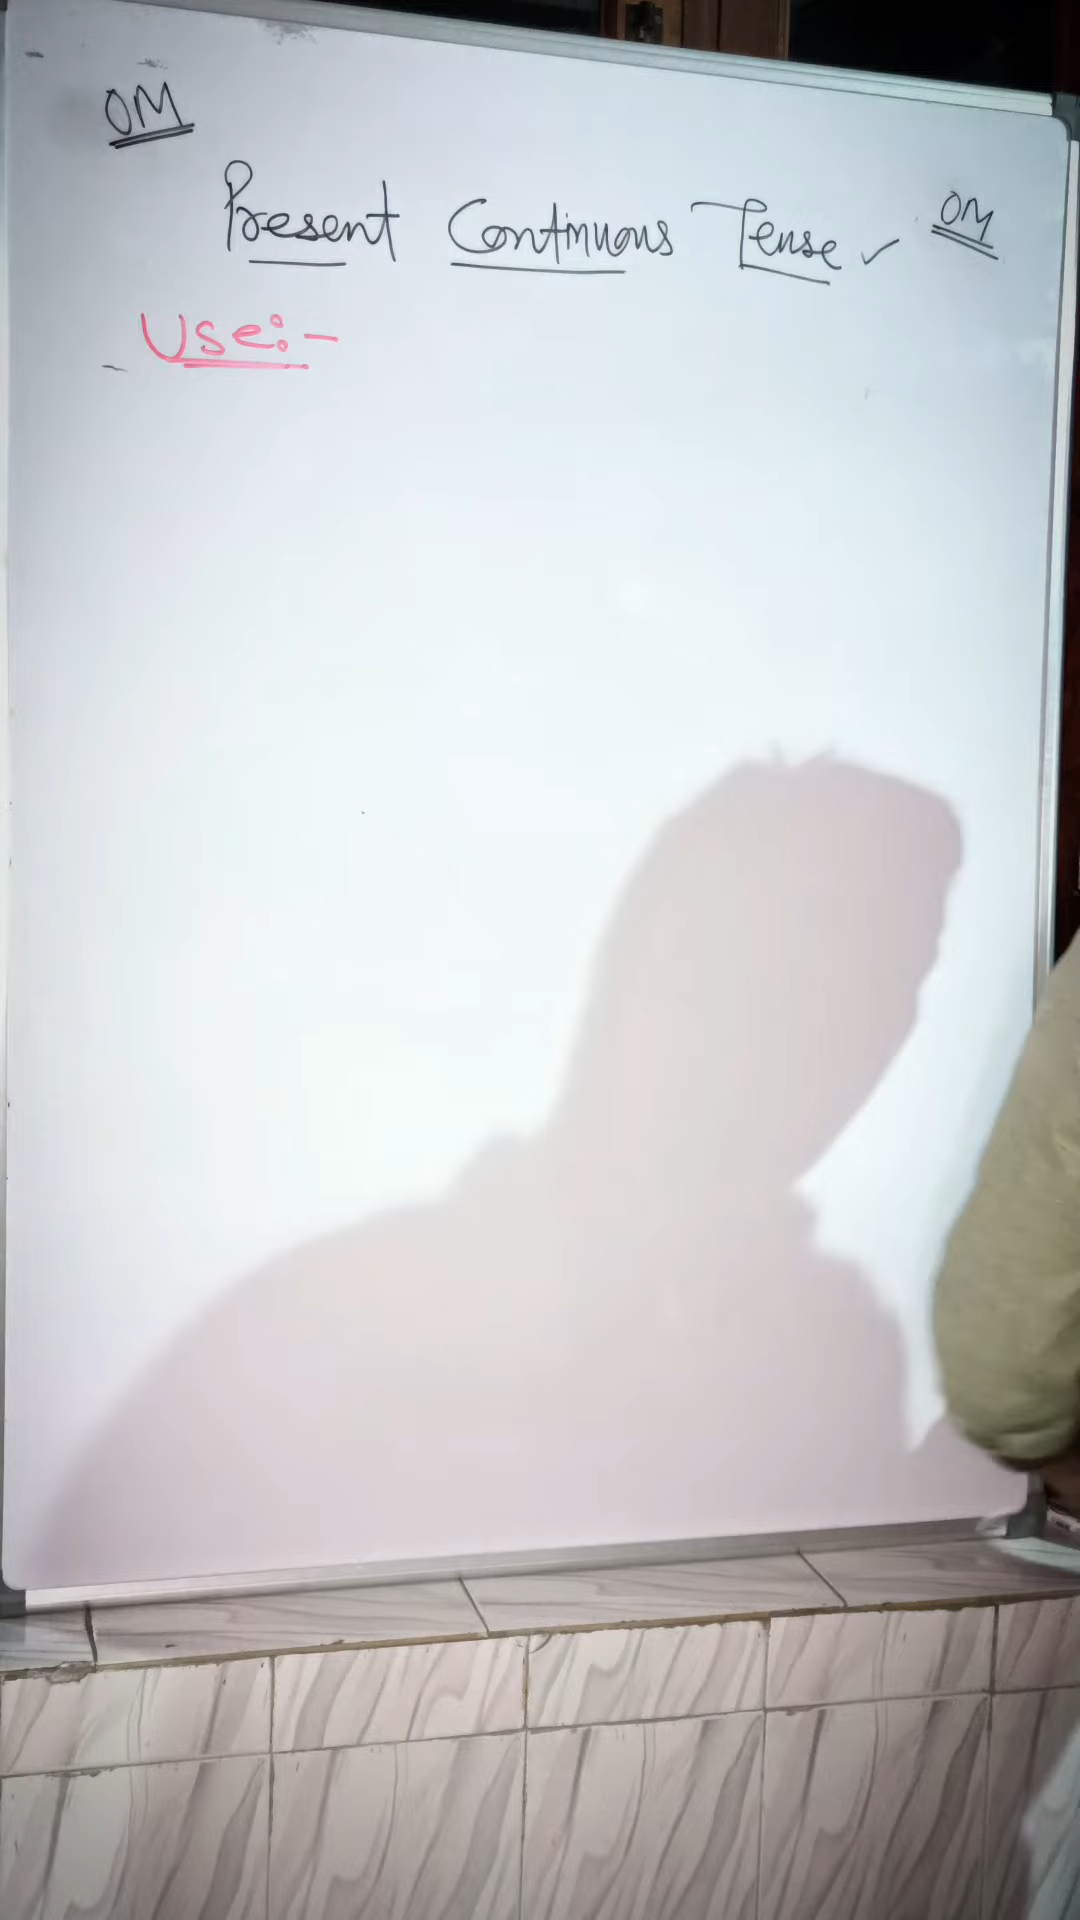 OM
Present Continuous Tense ✓ OM
Use:-